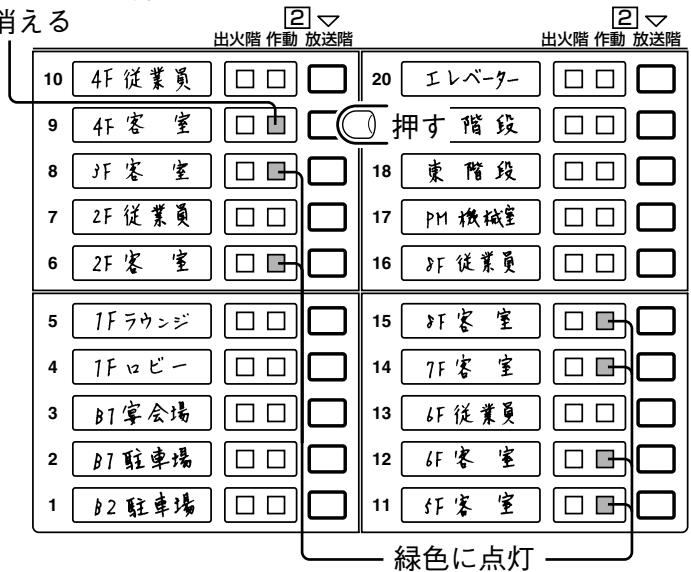 消える
2 ▽
出火階 作動 放送階
10 4F 従業員
9 4F 客 室
8 3F 客 室
7 2F 従業員
6 2F 客 室
5 1F ラウンジ
4 1F ロビー
3 B1 宴会場
2 B1 駐車場
1 B2 駐車場
2 ▽
出火階 作動 放送階
20 エレベーター
押す 階段
18 東 階段
17 PM 機械室
16 8F 従業員
15 8F 客 室
14 7F 客 室
13 6F 従業員
12 6F 客 室
11 5F 客 室
緑色に点灯